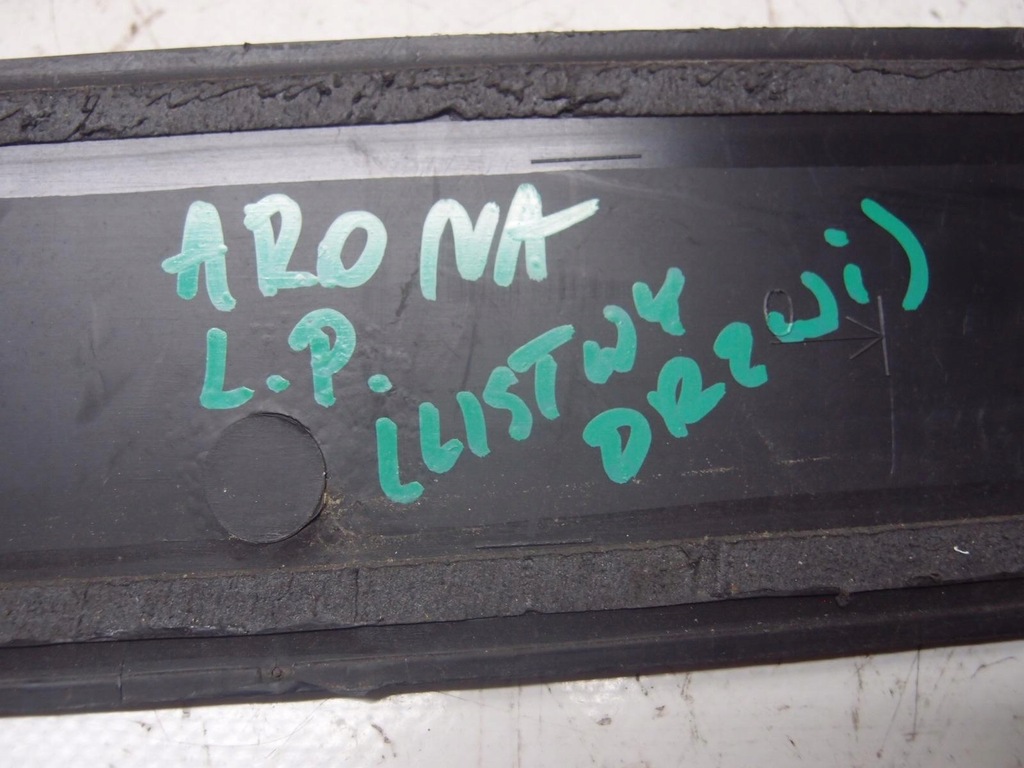 ARONA
L.P.
(LISTWY
DRZWI)